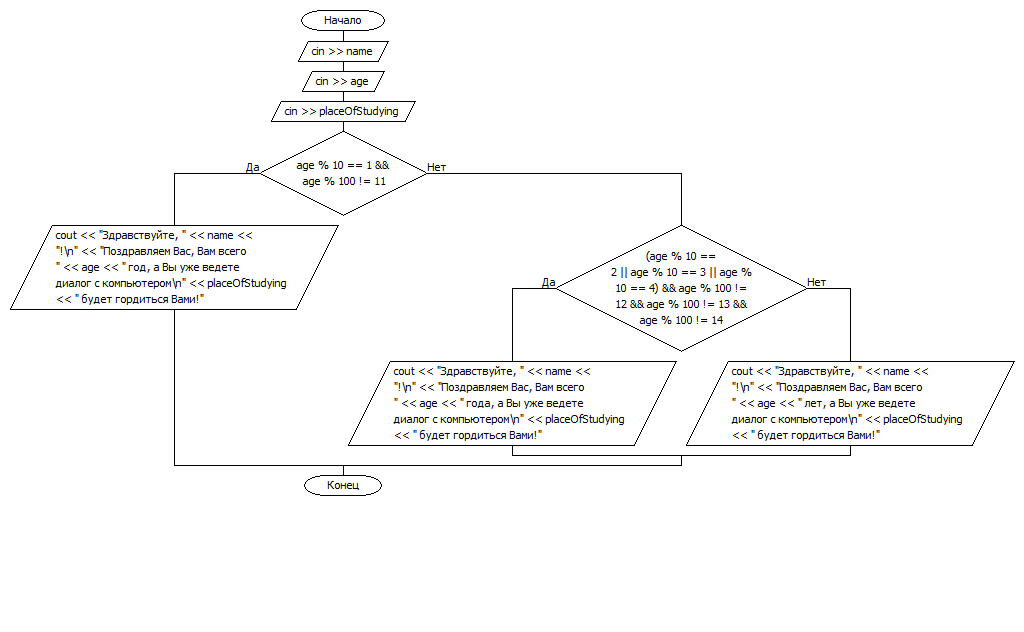 Начало
cin >> name
cin >> age
cin >> placeOfStudying
Да
age % 10 == 1 &&
age % 100 != 11
Нет
cout << "Здравствуйте, " << name <<
"!\n" << "Поздравляем Вас, Вам всего
" << age << " год, а Вы уже ведете
диалог с компьютером\n" << placeOfStudying
<< " будет гордиться Вами!"
Да
(age % 10 ==
2 || age % 10 == 3 || age %
10 == 4) && age % 100 !=
12 && age % 100 != 13 &&
age % 100 != 14
Нет
cout << "Здравствуйте, " << name <<
"!\n" << "Поздравляем Вас, Вам всего
" << age << " года, а Вы уже ведете
диалог с компьютером\n" << placeOfStudying
<< " будет гордиться Вами!"
cout << "Здравствуйте, " << name <<
"!\n" << "Поздравляем Вас, Вам всего
" << age << " лет, а Вы уже ведете
диалог с компьютером\n" << placeOfStudying
<< " будет гордиться Вами!"
Конец